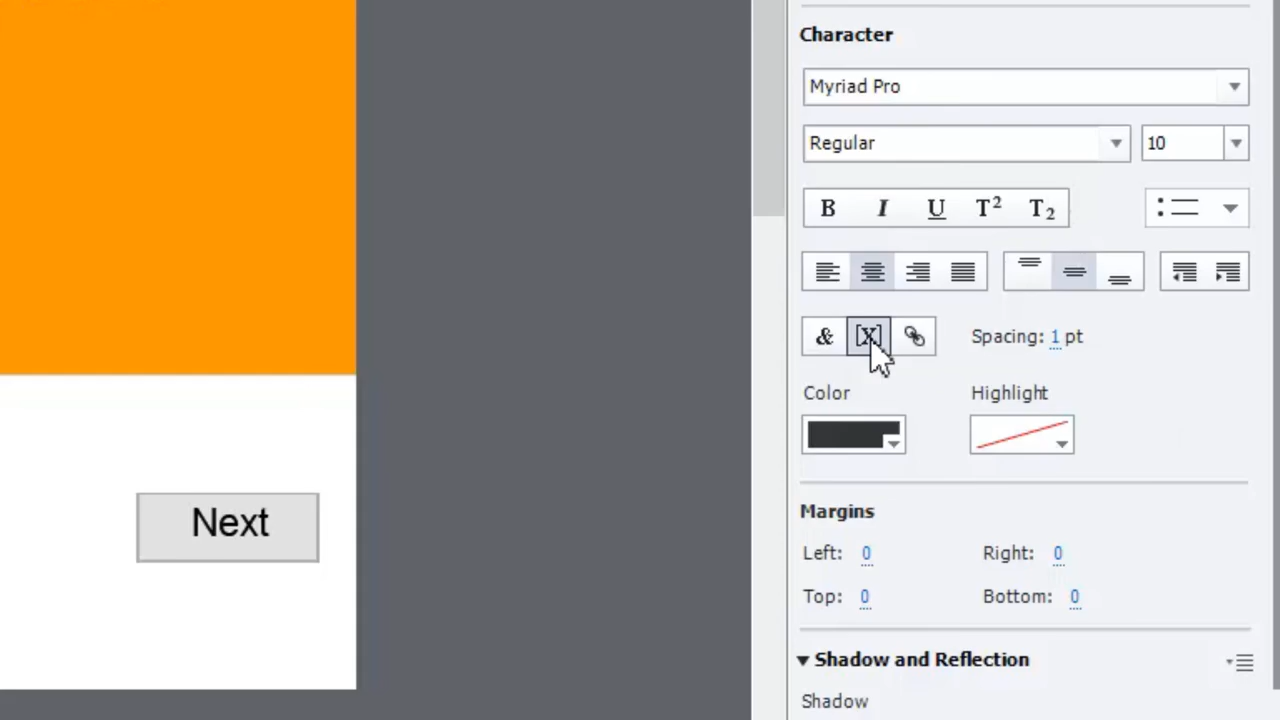 Character
Myriad Pro
Regular 10
B I U T² T₂
& [X] Spacing: 1 pt
Color Highlight
Next
Margins
Left: 0 Right: 0
Top: 0 Bottom: 0
Shadow and Reflection
Shadow